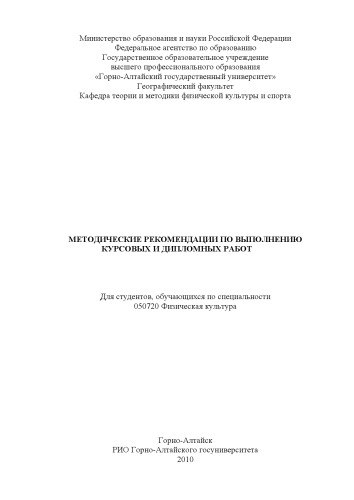 Министерство образования и науки Российской Федерации
Федеральное агентство по образованию
Государственное образовательное учреждение
высшего профессионального образования
«Горно-Алтайский государственный университет»
Географический факультет
Кафедра теории и методики физической культуры и спорта
МЕТОДИЧЕСКИЕ РЕКОМЕНДАЦИИ ПО ВЫПОЛНЕНИЮ
КУРСОВЫХ И ДИПЛОМНЫХ РАБОТ
Для студентов, обучающихся по специальности
050720 Физическая культура
Горно-Алтайск
РИО Горно-Алтайского госуниверситета
2010